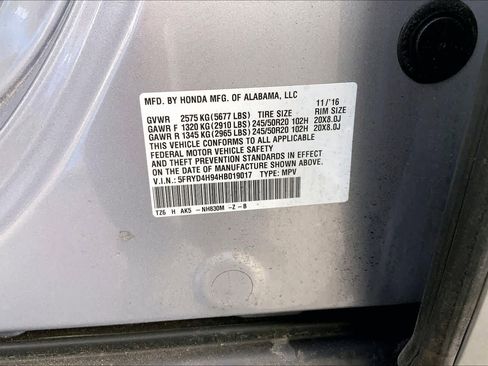 MFD. BY HONDA MFG. OF ALABAMA, LLC
11/'16
GVWR 2575 KG(5677 LBS) TIRE SIZE RIM SIZE
GAWR F 1320 KG(2910 LBS) 245/50R20 102H 20X8.0J
GAWR R 1345 KG(2965 LBS) 245/50R20 102H 20X8.0J
THIS VEHICLE CONFORMS TO ALL APPLICABLE
FEDERAL MOTOR VEHICLE SAFETY
AND THEFT PREVENTION STANDARDS IN EFFECT
ON THE DATE OF MANUFACTURE SHOWN ABOVE.
V.I.N.: 5FRYD4H94HB019017 TYPE: MPV
TZ6 H AK5 -NH830M -Z -B